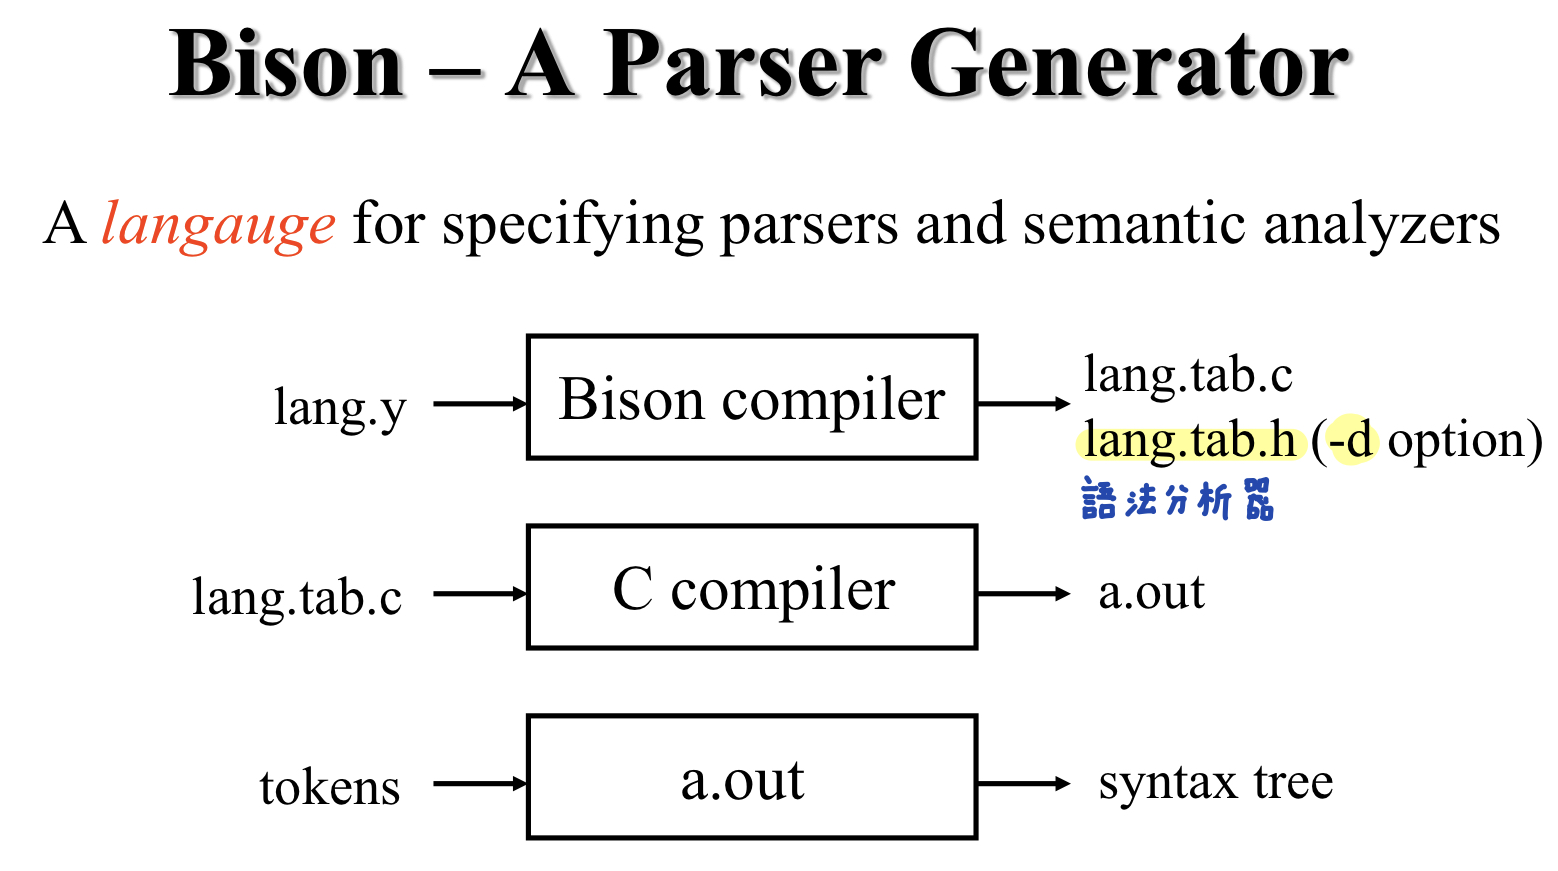 Bison – A Parser Generator
A langauge for specifying parsers and semantic analyzers
lang.y
Bison compiler
lang.tab.c
lang.tab.h (-d option)
語法分析器
lang.tab.c
C compiler
a.out
tokens
a.out
syntax tree